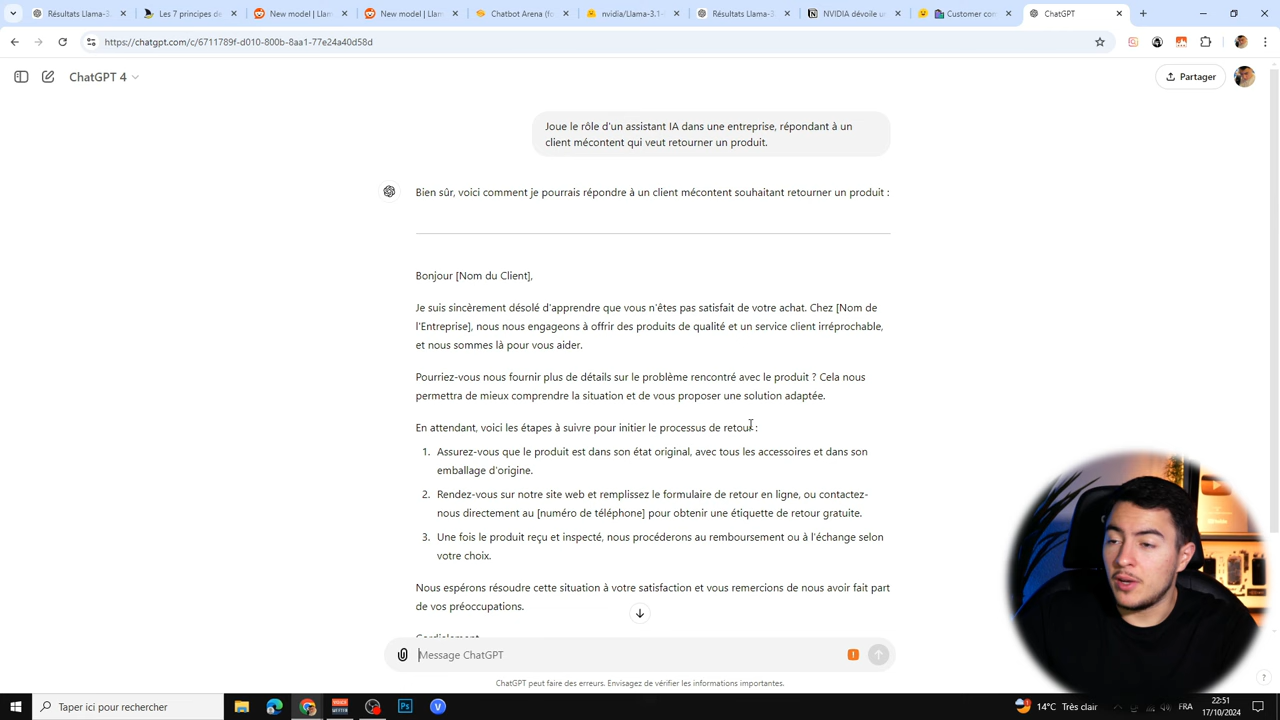 Résultats Llama-3
Les 7 principes de
New model | Llam
New model | Llam
Chatbot Arena (fo
nvidia/Llama-3.1-
Résultats Llama-3
NVIDIA dévoile un
Customer com
ChatGPT
https://chatgpt.com/c/6711789f-d010-800b-8aa1-77e24a40d58d
ChatGPT 4
Partager
Joue le rôle d'un assistant IA dans une entreprise, répondant à un
client mécontent qui veut retourner un produit.
Bien sûr, voici comment je pourrais répondre à un client mécontent souhaitant retourner un produit :
Bonjour [Nom du Client],
Je suis sincèrement désolé d'apprendre que vous n'êtes pas satisfait de votre achat. Chez [Nom de
l'Entreprise], nous nous engageons à offrir des produits de qualité et un service client irréprochable,
et nous sommes là pour vous aider.
Pourriez-vous nous fournir plus de détails sur le problème rencontré avec le produit ? Cela nous
permettra de mieux comprendre la situation et de vous proposer une solution adaptée.
En attendant, voici les étapes à suivre pour initier le processus de retour :
1. Assurez-vous que le produit est dans son état original, avec tous les accessoires et dans son
emballage d'origine.
2. Rendez-vous sur notre site web et remplissez le formulaire de retour en ligne, ou contactez-
nous directement au [numéro de téléphone] pour obtenir une étiquette de retour gratuite.
3. Une fois le produit reçu et inspecté, nous procéderons au remboursement ou à l'échange selon
votre choix.
Nous espérons résoudre cette situation à votre satisfaction et vous remercions de nous avoir fait part
de vos préoccupations.
Cordialement
Message ChatGPT
ChatGPT peut faire des erreurs. Envisagez de vérifier les informations importantes.
Taper ici pour rechercher
14°C Très clair
FRA
22:51
17/10/2024